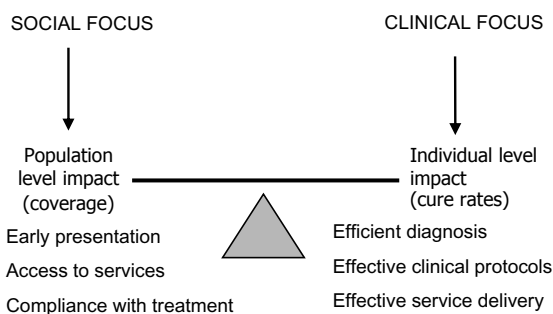 SOCIAL FOCUS
CLINICAL FOCUS
Population
level impact
(coverage)
Individual level
impact
(cure rates)
Early presentation
Access to services
Compliance with treatment
Efficient diagnosis
Effective clinical protocols
Effective service delivery